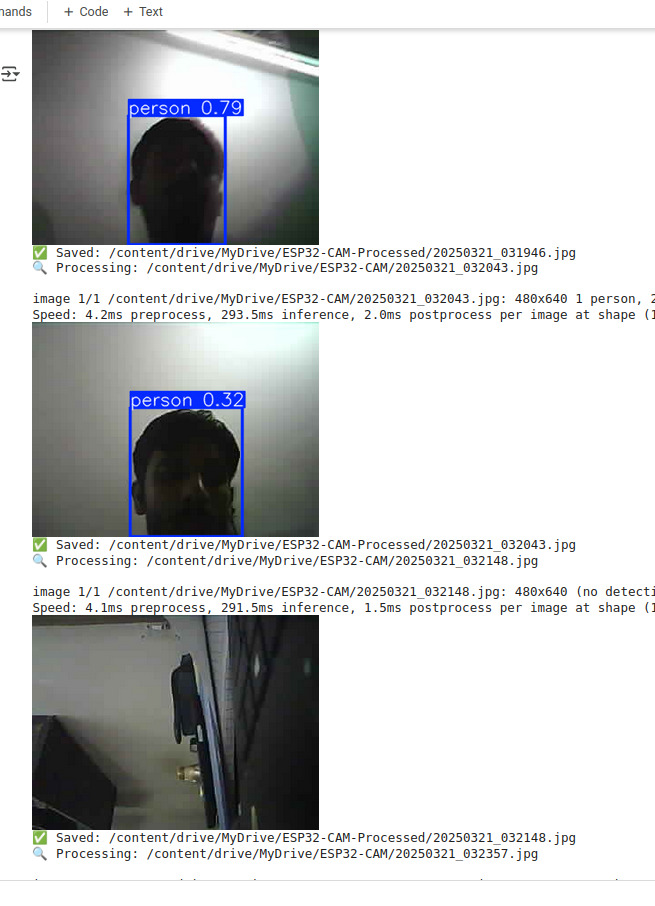 nands + Code + Text
person 0.79
✅ Saved: /content/drive/MyDrive/ESP32-CAM-Processed/20250321_031946.jpg
🔍 Processing: /content/drive/MyDrive/ESP32-CAM/20250321_032043.jpg
image 1/1 /content/drive/MyDrive/ESP32-CAM/20250321_032043.jpg: 480x640 1 person, 2
Speed: 4.2ms preprocess, 293.5ms inference, 2.0ms postprocess per image at shape (1
person 0.32
✅ Saved: /content/drive/MyDrive/ESP32-CAM-Processed/20250321_032043.jpg
🔍 Processing: /content/drive/MyDrive/ESP32-CAM/20250321_032148.jpg
image 1/1 /content/drive/MyDrive/ESP32-CAM/20250321_032148.jpg: 480x640 (no detecti
Speed: 4.1ms preprocess, 291.5ms inference, 1.5ms postprocess per image at shape (1
✅ Saved: /content/drive/MyDrive/ESP32-CAM-Processed/20250321_032148.jpg
🔍 Processing: /content/drive/MyDrive/ESP32-CAM/20250321_032357.jpg